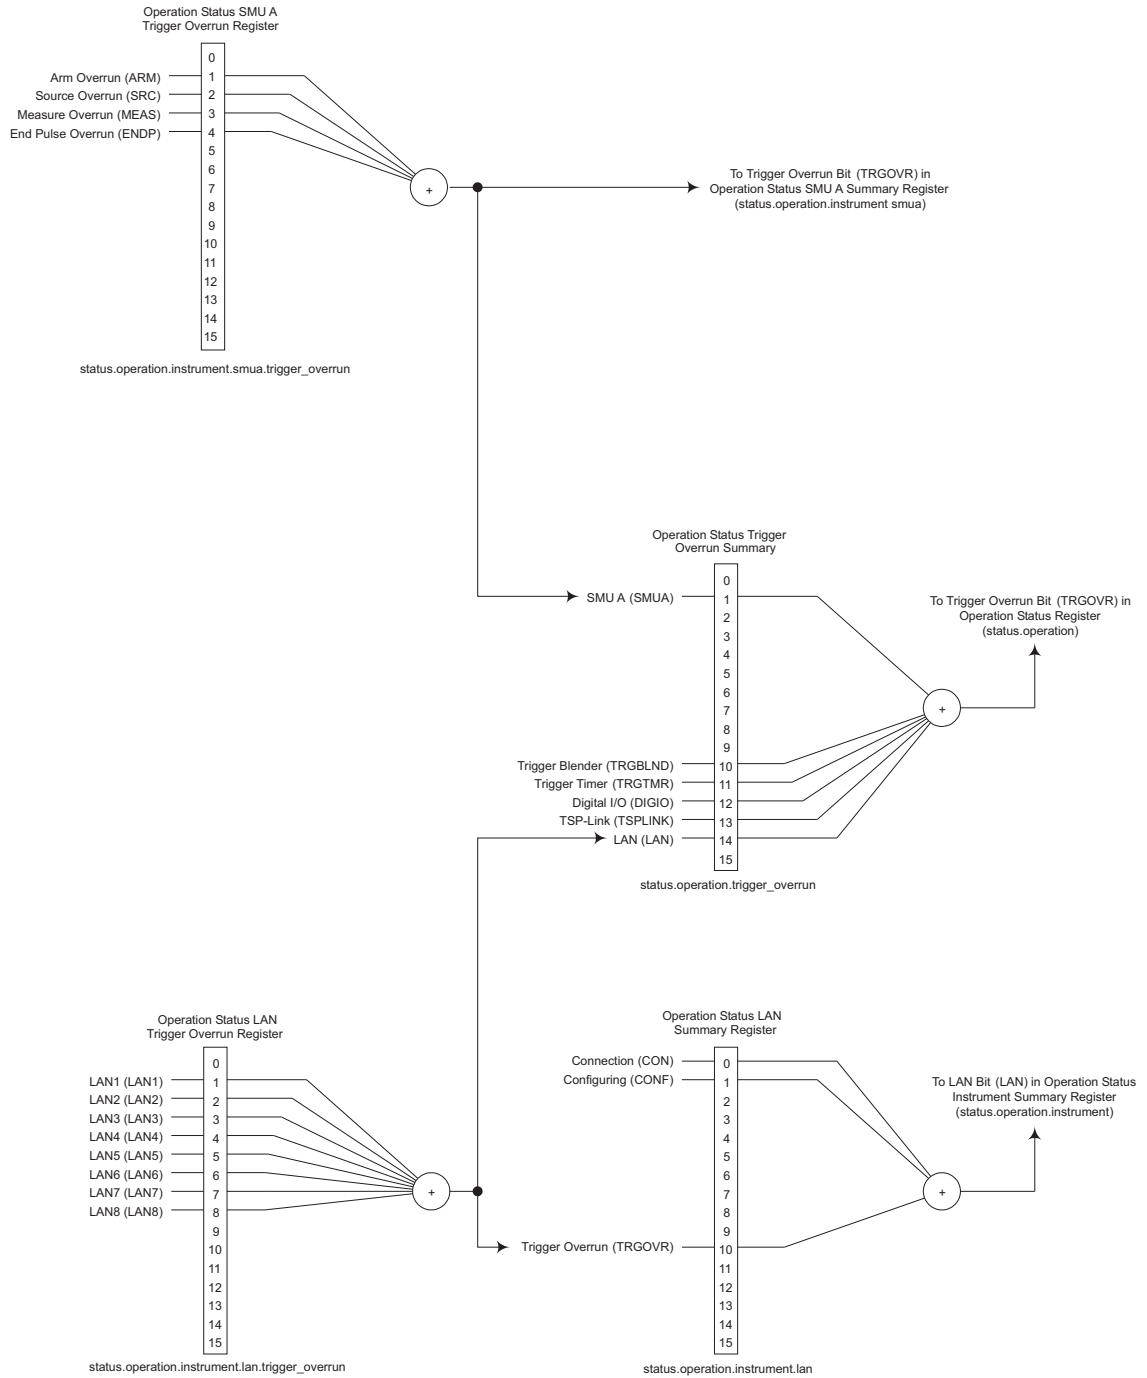 Operation Status SMU A
Trigger Overrun Register
0
Arm Overrun (ARM) 1
Source Overrun (SRC) 2
Measure Overrun (MEAS) 3
End Pulse Overrun (ENDP) 4
5
6
7
8
9
10
11
12
13
14
15
status.operation.instrument.smua.trigger_overrun
+
To Trigger Overrun Bit (TRGOVR) in
Operation Status SMU A Summary Register
(status.operation.instrument smua)
Operation Status Trigger
Overrun Summary
0
SMU A (SMUA) 1
2
3
4
5
6
7
8
9
Trigger Blender (TRGBLND) 10
Trigger Timer (TRGTMR) 11
Digital I/O (DIGIO) 12
TSP-Link (TSPLINK) 13
LAN (LAN) 14
15
status.operation.trigger_overrun
+
To Trigger Overrun Bit (TRGOVR) in
Operation Status Register
(status.operation)
Operation Status LAN
Trigger Overrun Register
0
LAN1 (LAN1) 1
LAN2 (LAN2) 2
LAN3 (LAN3) 3
LAN4 (LAN4) 4
LAN5 (LAN5) 5
LAN6 (LAN6) 6
LAN7 (LAN7) 7
LAN8 (LAN8) 8
9
10
11
12
13
14
15
status.operation.instrument.lan.trigger_overrun
+
Operation Status LAN
Summary Register
Connection (CON) 0
Configuring (CONF) 1
2
3
4
5
6
7
8
9
Trigger Overrun (TRGOVR) 10
11
12
13
14
15
status.operation.instrument.lan
+
To LAN Bit (LAN) in Operation Status
Instrument Summary Register
(status.operation.instrument)